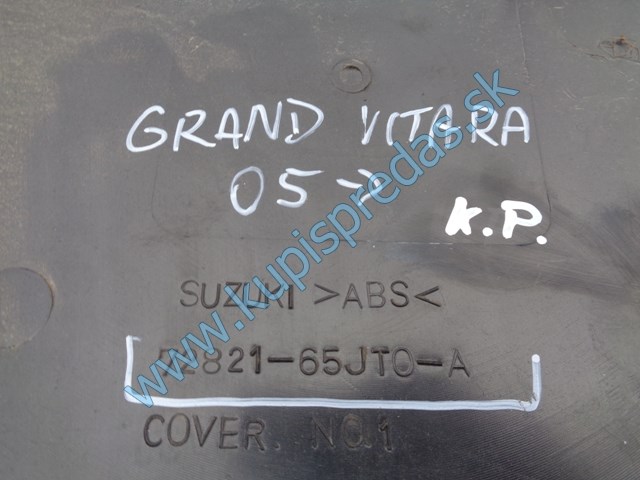 GRAND VITARA
05→
K.P.
SUZUKI >ABS<
72821-65JT0-A
COVER. NO.1
www.kupispredas.sk